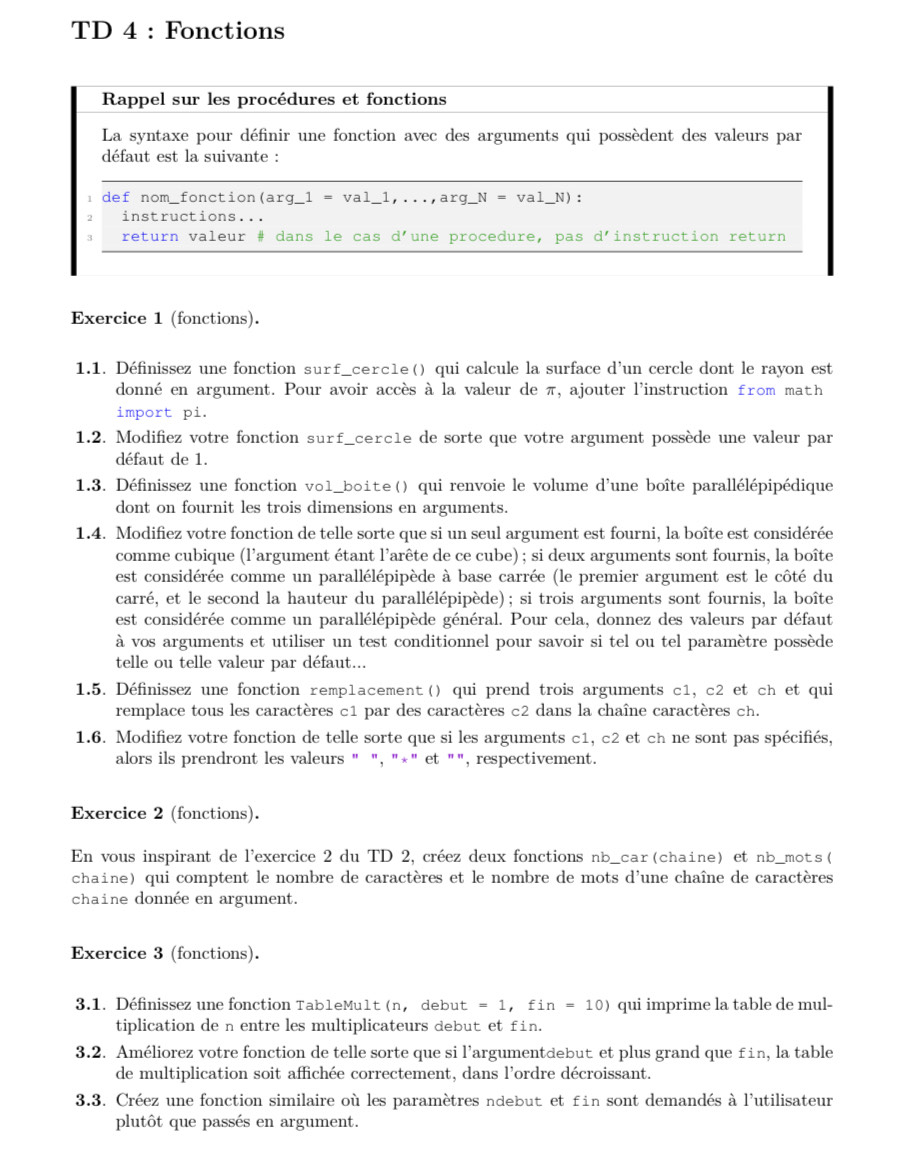 TD 4 : Fonctions
Rappel sur les procédures et fonctions
La syntaxe pour définir une fonction avec des arguments qui possèdent des valeurs par
défaut est la suivante :
1 def nom_fonction(arg_1 = val_1,...,arg_N = val_N):
2 instructions...
3 return valeur # dans le cas d'une procedure, pas d'instruction return
Exercice 1 (fonctions).
1.1. Définissez une fonction surf_cercle() qui calcule la surface d'un cercle dont le rayon est
donné en argument. Pour avoir accès à la valeur de π, ajouter l'instruction from math
import pi.
1.2. Modifiez votre fonction surf_cercle de sorte que votre argument possède une valeur par
défaut de 1.
1.3. Définissez une fonction vol_boite() qui renvoie le volume d'une boîte parallélépipédique
dont on fournit les trois dimensions en arguments.
1.4. Modifiez votre fonction de telle sorte que si un seul argument est fourni, la boîte est considérée
comme cubique (l'argument étant l'arête de ce cube) ; si deux arguments sont fournis, la boîte
est considérée comme un parallélépipède à base carrée (le premier argument est le côté du
carré, et le second la hauteur du parallélépipède) ; si trois arguments sont fournis, la boîte
est considérée comme un parallélépipède général. Pour cela, donnez des valeurs par défaut
à vos arguments et utiliser un test conditionnel pour savoir si tel ou tel paramètre possède
telle ou telle valeur par défaut...
1.5. Définissez une fonction remplacement() qui prend trois arguments c1, c2 et ch et qui
remplace tous les caractères c1 par des caractères c2 dans la chaîne caractères ch.
1.6. Modifiez votre fonction de telle sorte que si les arguments c1, c2 et ch ne sont pas spécifiés,
alors ils prendront les valeurs " ", "*" et "", respectivement.
Exercice 2 (fonctions).
En vous inspirant de l'exercice 2 du TD 2, créez deux fonctions nb_car(chaine) et nb_mots(
chaine) qui comptent le nombre de caractères et le nombre de mots d'une chaîne de caractères
chaine donnée en argument.
Exercice 3 (fonctions).
3.1. Définissez une fonction TableMult(n, debut = 1, fin = 10) qui imprime la table de mul-
tiplication de n entre les multiplicateurs debut et fin.
3.2. Améliorez votre fonction de telle sorte que si l'argumentdebut et plus grand que fin, la table
de multiplication soit affichée correctement, dans l'ordre décroissant.
3.3. Créez une fonction similaire où les paramètres ndebut et fin sont demandés à l'utilisateur
plutôt que passés en argument.